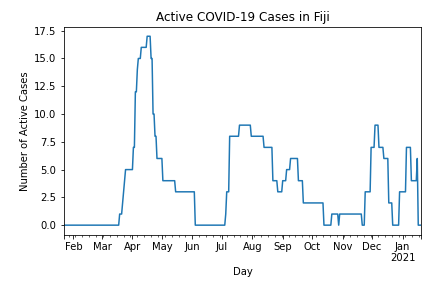 Active COVID-19 Cases in Fiji
Number of Active Cases
17.5
15.0
12.5
10.0
7.5
5.0
2.5
0.0
Feb Mar Apr May Jun Jul Aug Sep Oct Nov Dec Jan
2021
Day